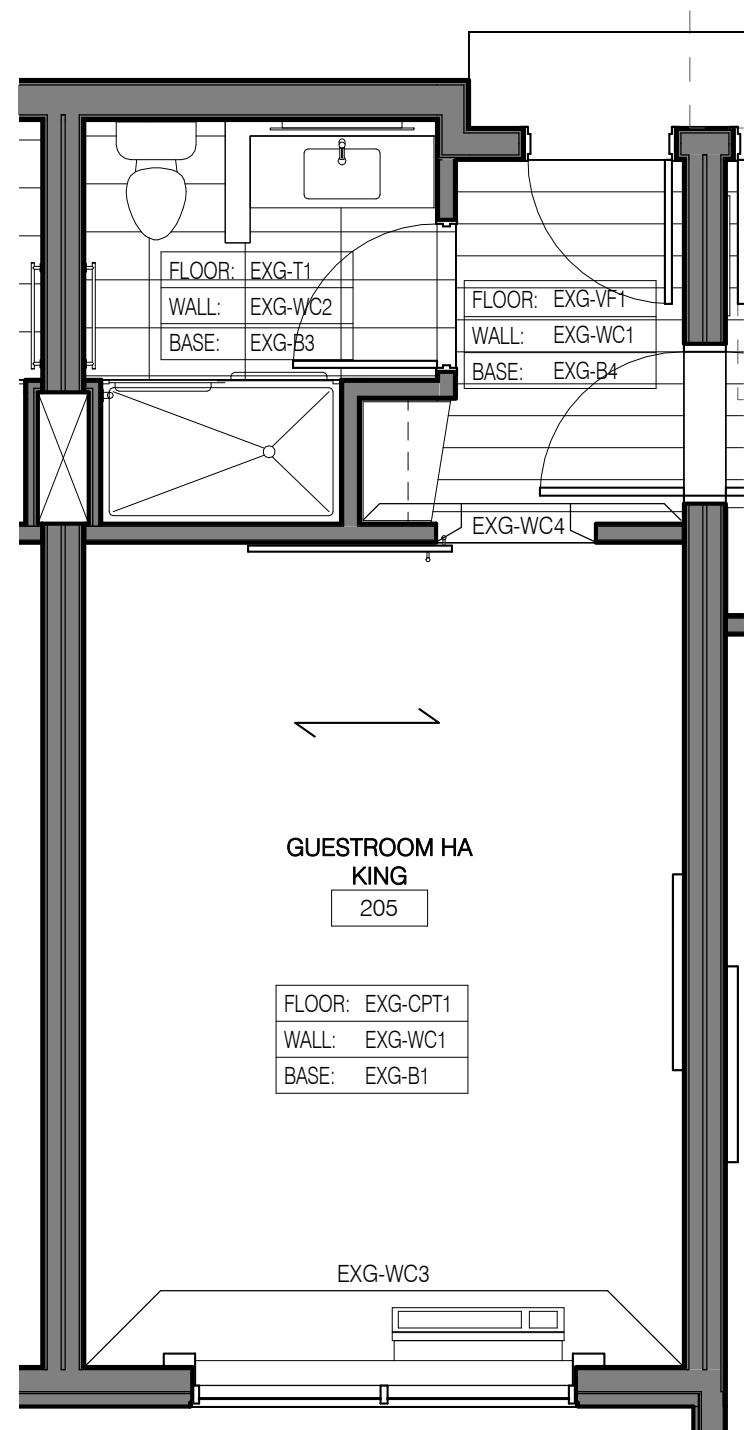 FLOOR: EXG-T1
WALL: EXG-WC2
BASE: EXG-B3
FLOOR: EXG-VF1
WALL: EXG-WC1
BASE: EXG-B4
EXG-WC4
GUESTROOM HA
KING
205
FLOOR: EXG-CPT1
WALL: EXG-WC1
BASE: EXG-B1
EXG-WC3